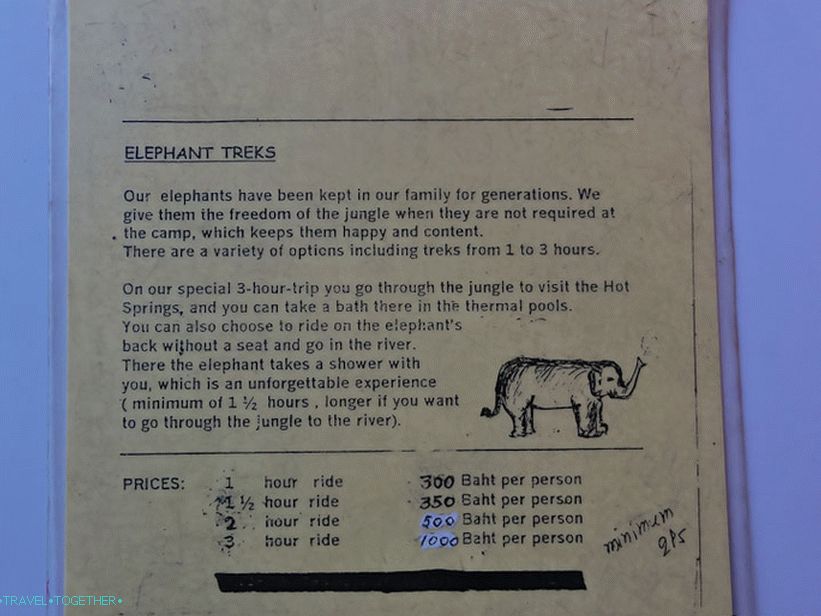 ELEPHANT TREKS
Our elephants have been kept in our family for generations. We
give them the freedom of the jungle when they are not required at
the camp, which keeps them happy and content.
There are a variety of options including treks from 1 to 3 hours.
On our special 3-hour-trip you go through the jungle to visit the Hot
Springs, and you can take a bath there in the thermal pools.
You can also choose to ride on the elephant's
back without a seat and go in the river.
There the elephant takes a shower with
you, which is an unforgettable experience
( minimum of 1 ½ hours , longer if you want
to go through the jungle to the river).
PRICES: 1 hour ride 300 Baht per person
1 ½ hour ride 350 Baht per person
2 hour ride 500 Baht per person
3 hour ride 1000 Baht per person
minimum
2PS
•TRAVEL•TOGETHER•